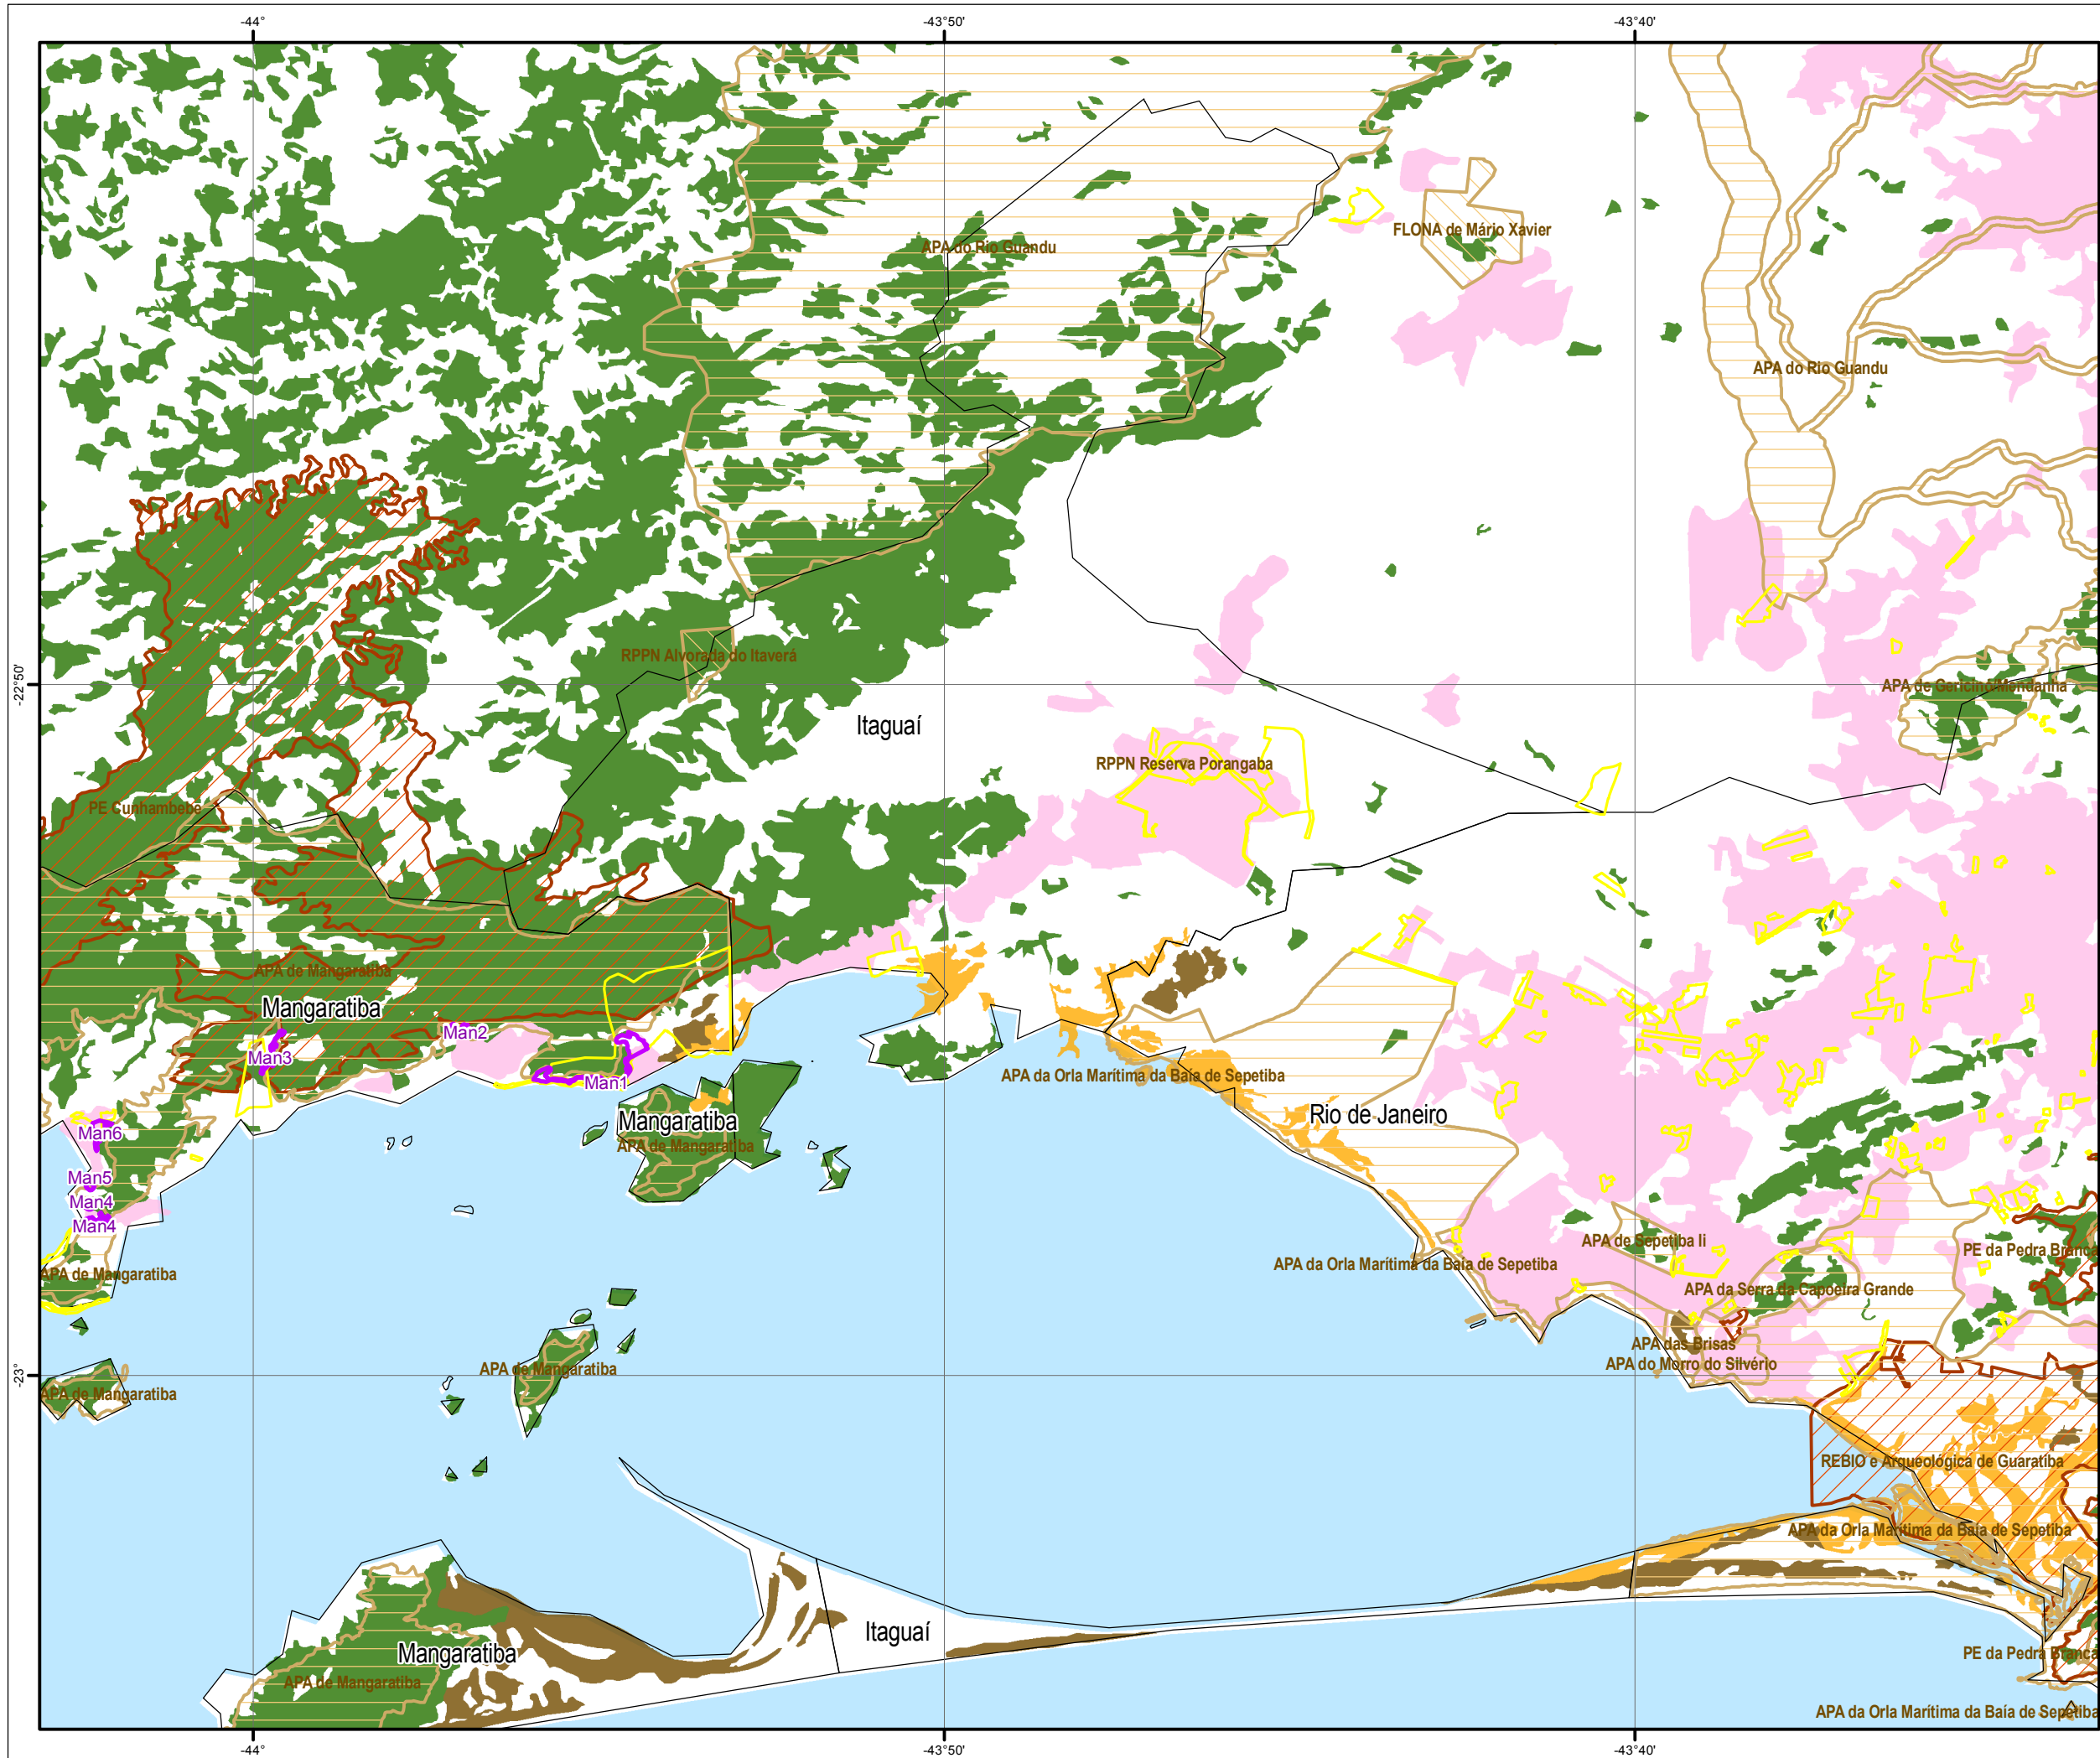 -44°
-43°50'
-43°40'
FLONA de Mário Xavier
APA do Rio Guandu
APA do Rio Guandu
RPPN Alvorada do Itaverá
-22°50'
APA de Gericinó/Mendanha
Itaguaí
RPPN Reserva Porangaba
PE Cunhambebe
APA de Mangaratiba
Mangaratiba
Man2
Man3
APA da Orla Marítima da Baía de Sepetiba
Man1
Rio de Janeiro
Mangaratiba
Man6
APA de Mangaratiba
Man5
Man4
Man4
APA de Sepetiba Ii
PE da Pedra Branca
APA da Orla Marítima da Baía de Sepetiba
APA de Mangaratiba
APA da Serra da Capoeira Grande
APA das Brisas
APA do Morro do Silvério
APA de Mangaratiba
-23°
APA de Mangaratiba
REBIO e Arqueológica de Guaratiba
APA da Orla Marítima da Baía de Sepetiba
Itaguaí
Mangaratiba
PE da Pedra Branca
APA de Mangaratiba
APA da Orla Marítima da Baía de Sepetiba
-44°
-43°50'
-43°40'